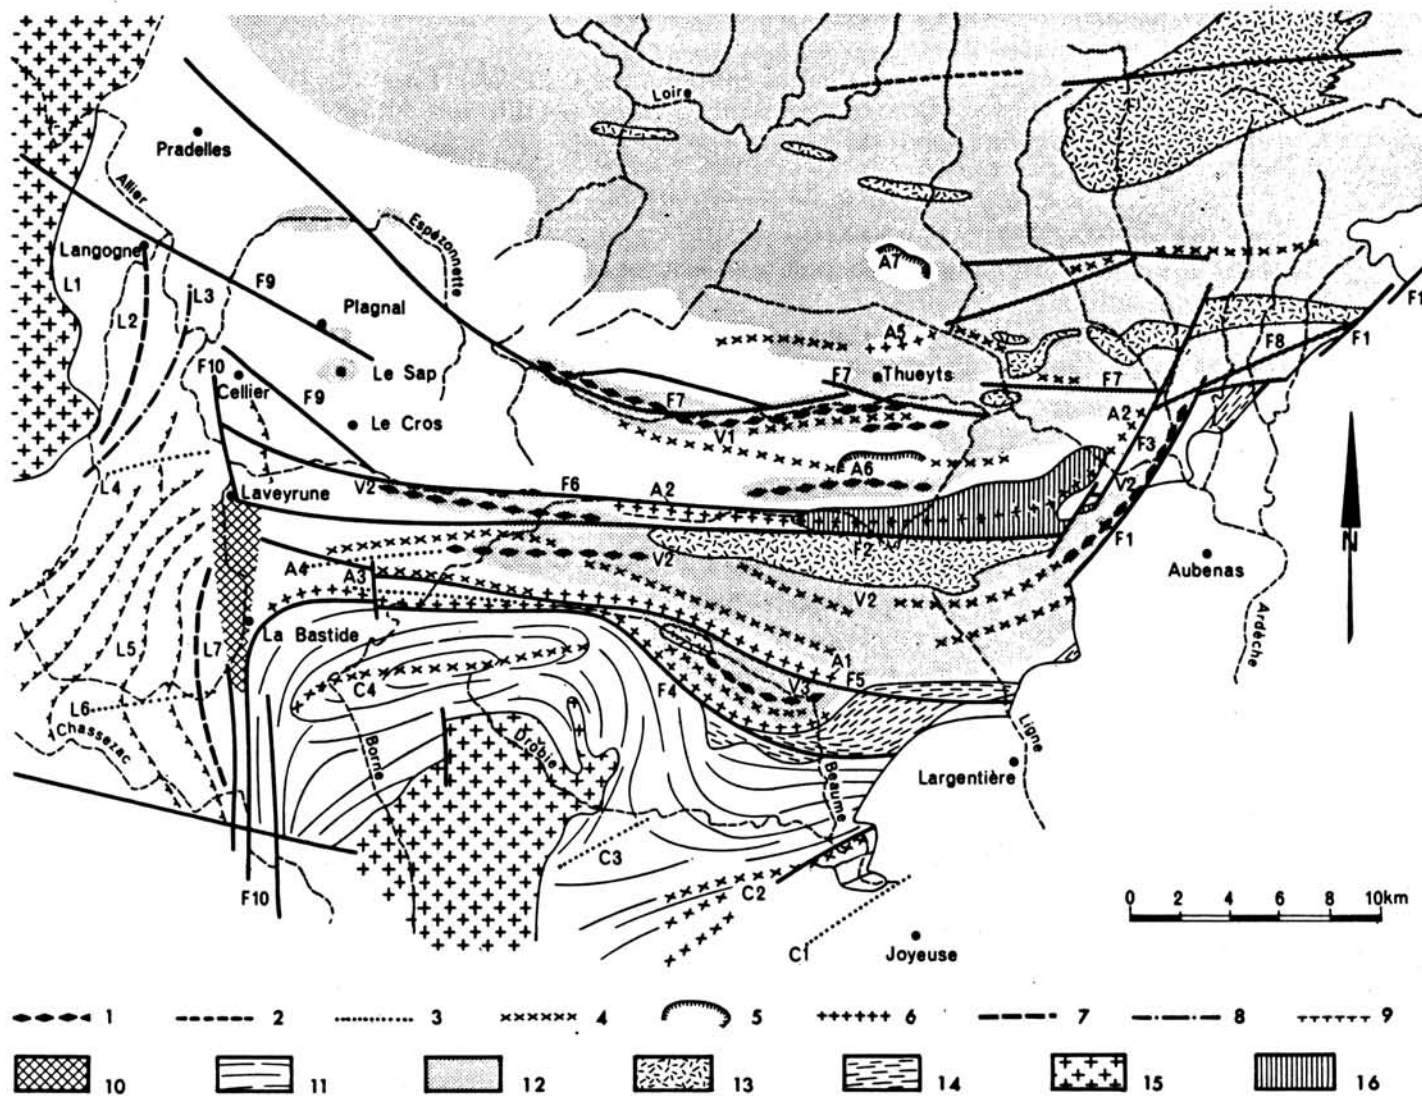 Loire
Pradelles
Allier
Espézonnette
Langogne
A7
L1
L3
F9
F1
L2
Plagnal
A5
F8
F1
F10
Le Sap
Thueyts
F7
F7
Cellier
F9
F7
A2
Le Cros
V1
F3
A6
L4
Laveyrune
V2
F6
A2
V2
N
F2
F1
A4
A3
V2
Aubenas
V2
La Bastide
L5
L7
A1
Ardèche
C4
F4
V3
F5
L6
Chassezac
Borne
Drobie
Ligne
Beaume
Largentière
C3
C2
F10
0 2 4 6 8 10km
C1
Joyeuse
1 2 3 4 5 6 7 8 9
10 11 12 13 14 15 16